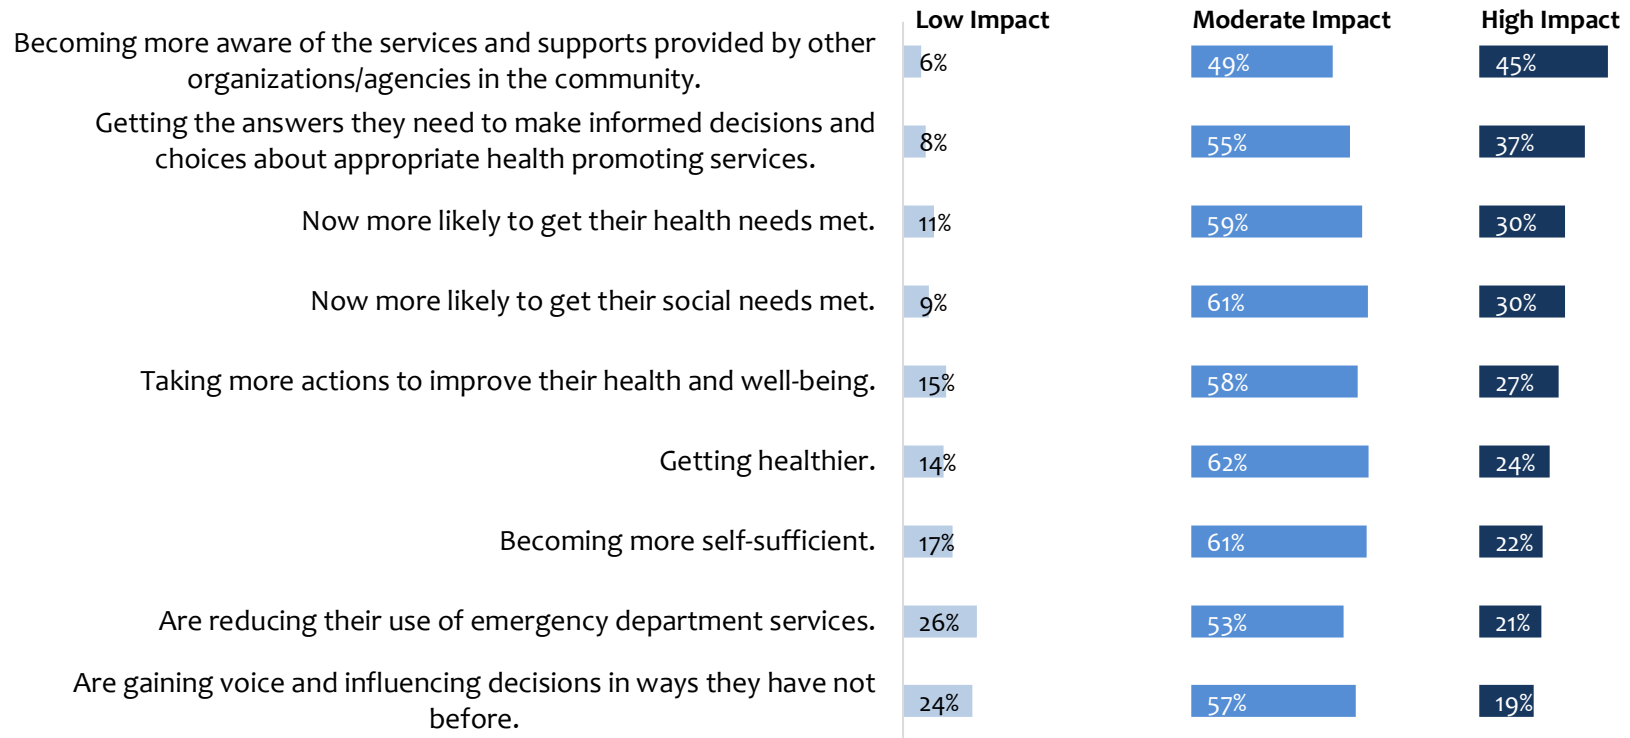 Low Impact Moderate Impact High Impact
Becoming more aware of the services and supports provided by other
organizations/agencies in the community.
6% 49% 45%
Getting the answers they need to make informed decisions and
choices about appropriate health promoting services.
8% 55% 37%
Now more likely to get their health needs met. 11% 59% 30%
Now more likely to get their social needs met. 9% 61% 30%
Taking more actions to improve their health and well-being. 15% 58% 27%
Getting healthier. 14% 62% 24%
Becoming more self-sufficient. 17% 61% 22%
Are reducing their use of emergency department services. 26% 53% 21%
Are gaining voice and influencing decisions in ways they have not
before.
24% 57% 19%